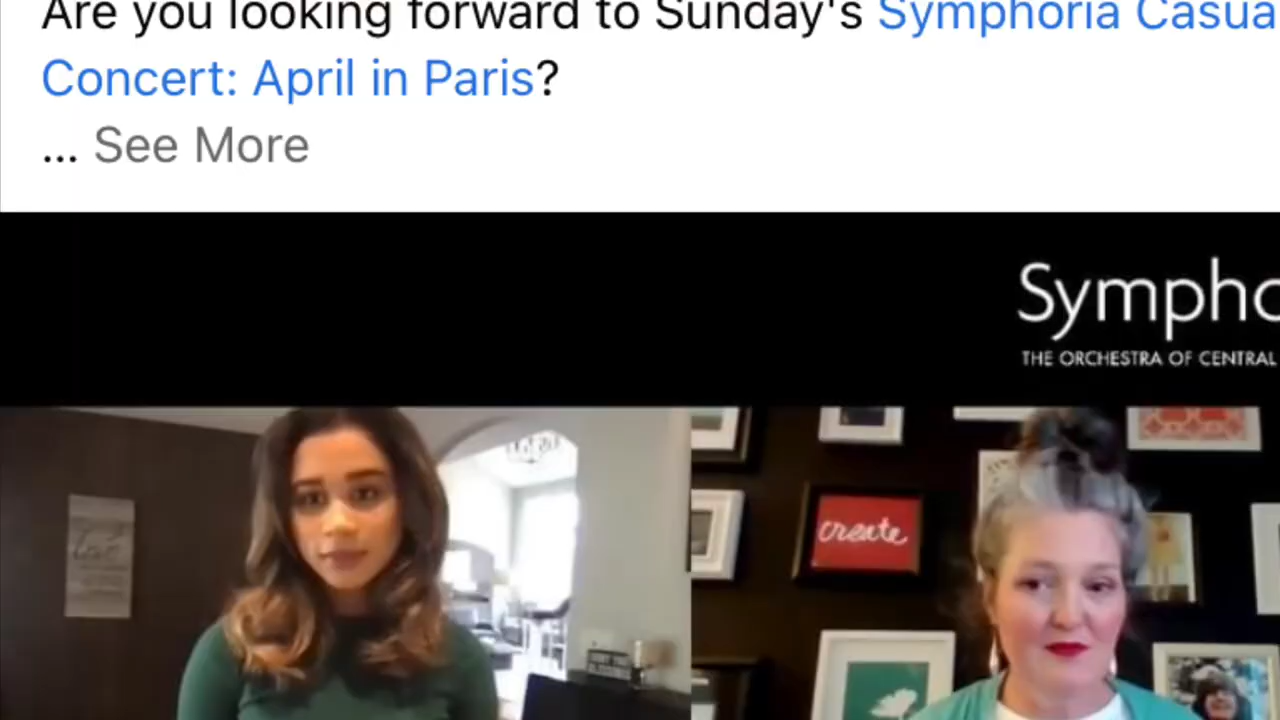 Are you looking forward to Sunday's Symphoria Casua
Concert: April in Paris?
... See More
Sympho
THE ORCHESTRA OF CENTRAL
create